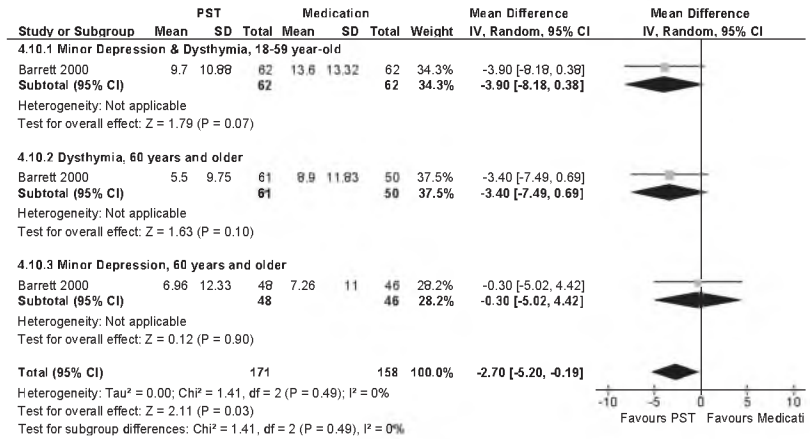 PST Medication Mean Difference Mean Difference
Study or Subgroup Mean SD Total Mean SD Total Weight IV, Random, 95% CI IV, Random, 95% CI
4.10.1 Minor Depression & Dysthymia, 18-59 year-old
Barrett 2000 9.7 10.88 62 13.6 13.32 62 34.3% -3.90 [-8.18, 0.38]
Subtotal (95% CI) 62 62 34.3% -3.90 [-8.18, 0.38]
Heterogeneity: Not applicable
Test for overall effect: Z = 1.79 (P = 0.07)
4.10.2 Dysthymia, 60 years and older
Barrett 2000 5.5 9.75 61 8.9 11.83 50 37.5% -3.40 [-7.49, 0.69]
Subtotal (95% CI) 61 50 37.5% -3.40 [-7.49, 0.69]
Heterogeneity: Not applicable
Test for overall effect: Z = 1.63 (P = 0.10)
4.10.3 Minor Depression, 60 years and older
Barrett 2000 6.96 12.33 48 7.26 11 46 28.2% -0.30 [-5.02, 4.42]
Subtotal (95% CI) 48 46 28.2% -0.30 [-5.02, 4.42]
Heterogeneity: Not applicable
Test for overall effect: Z = 0.12 (P = 0.90)
Total (95% CI) 171 158 100.0% -2.70 [-5.20, -0.19]
Heterogeneity: Tau² = 0.00; Chi² = 1.41, df = 2 (P = 0.49); I² = 0%
Test for overall effect: Z = 2.11 (P = 0.03)
Test for subgroup differences: Chi² = 1.41, df = 2 (P = 0.49), I² = 0%
-10 -5 0 5 10
Favours PST Favours Medicati